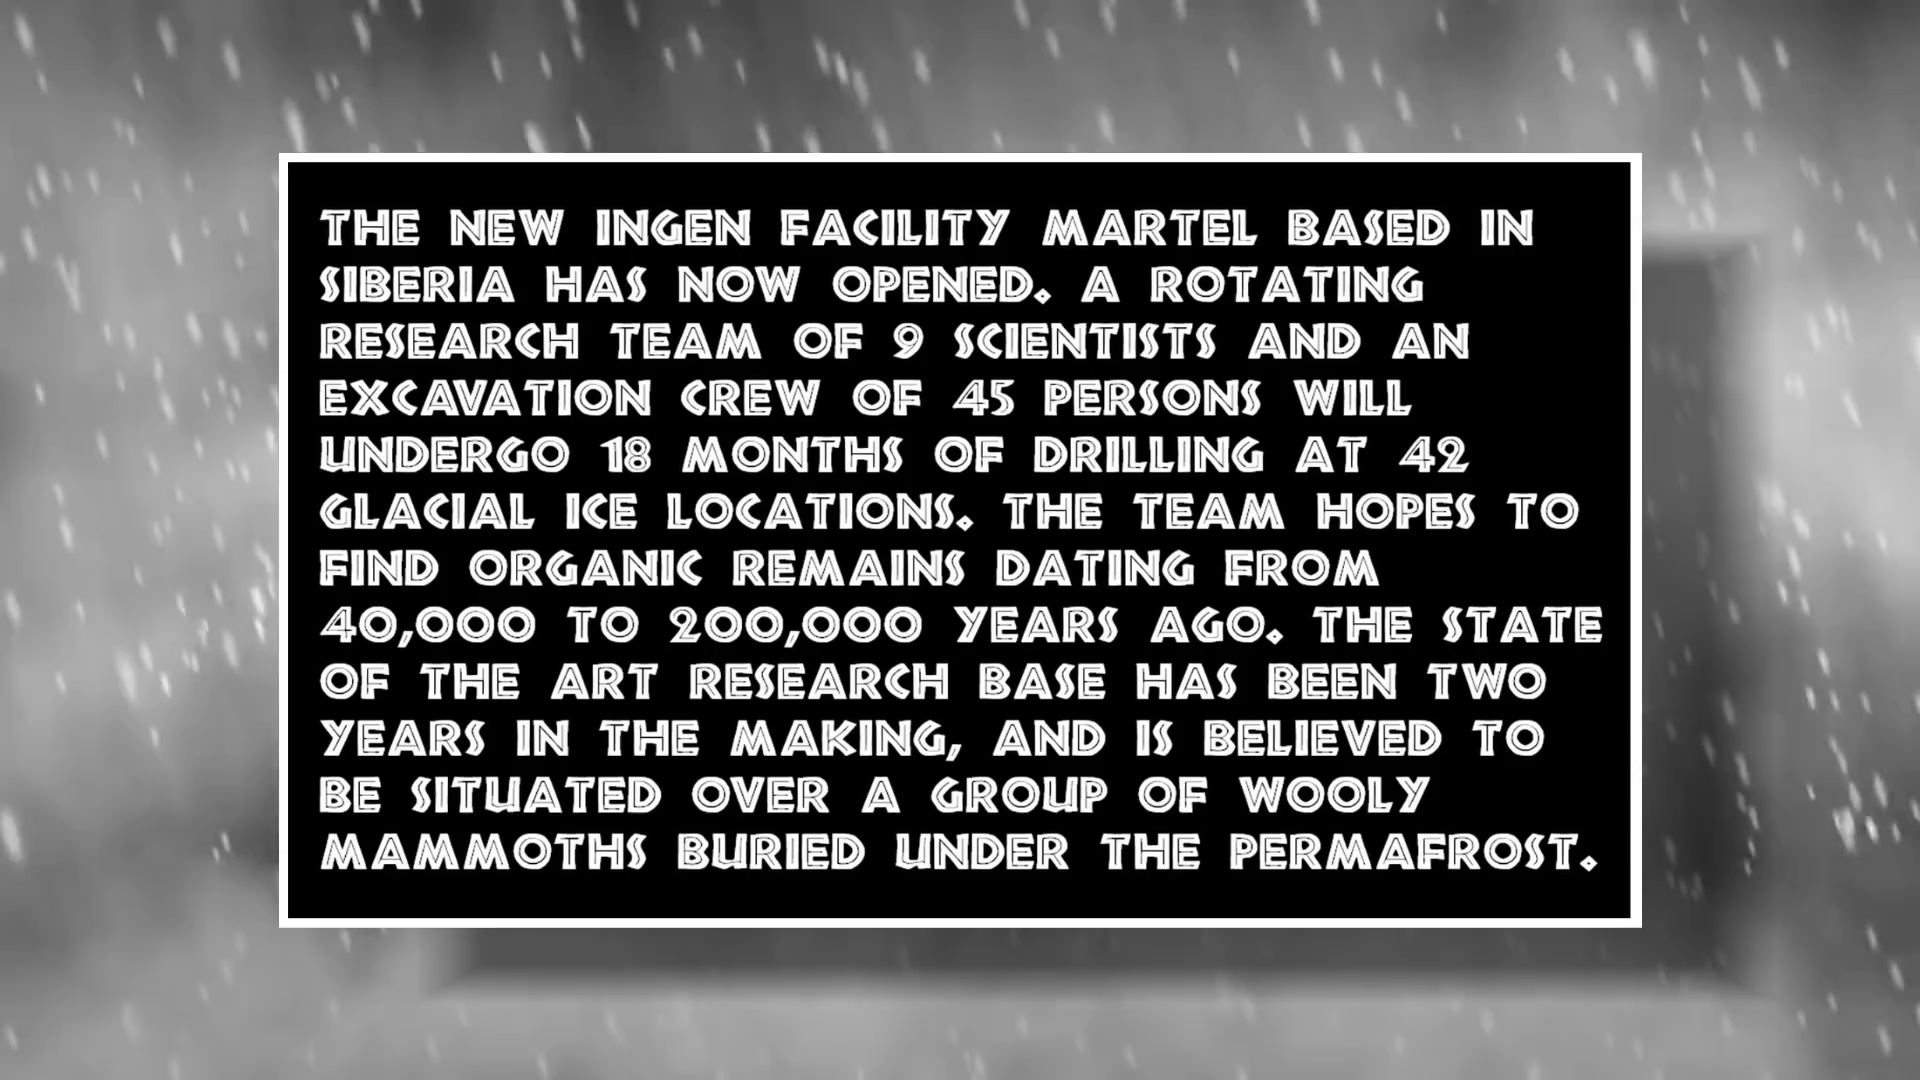 THE NEW INGEN FACILITY MARTEL BASED IN
SIBERIA HAS NOW OPENED. A ROTATING
RESEARCH TEAM OF 9 SCIENTISTS AND AN
EXCAVATION CREW OF 45 PERSONS WILL
UNDERGO 18 MONTHS OF DRILLING AT 42
GLACIAL ICE LOCATIONS. THE TEAM HOPES TO
FIND ORGANIC REMAINS DATING FROM
40,000 TO 200,000 YEARS AGO. THE STATE
OF THE ART RESEARCH BASE HAS BEEN TWO
YEARS IN THE MAKING, AND IS BELIEVED TO
BE SITUATED OVER A GROUP OF WOOLY
MAMMOTHS BURIED UNDER THE PERMAFROST.